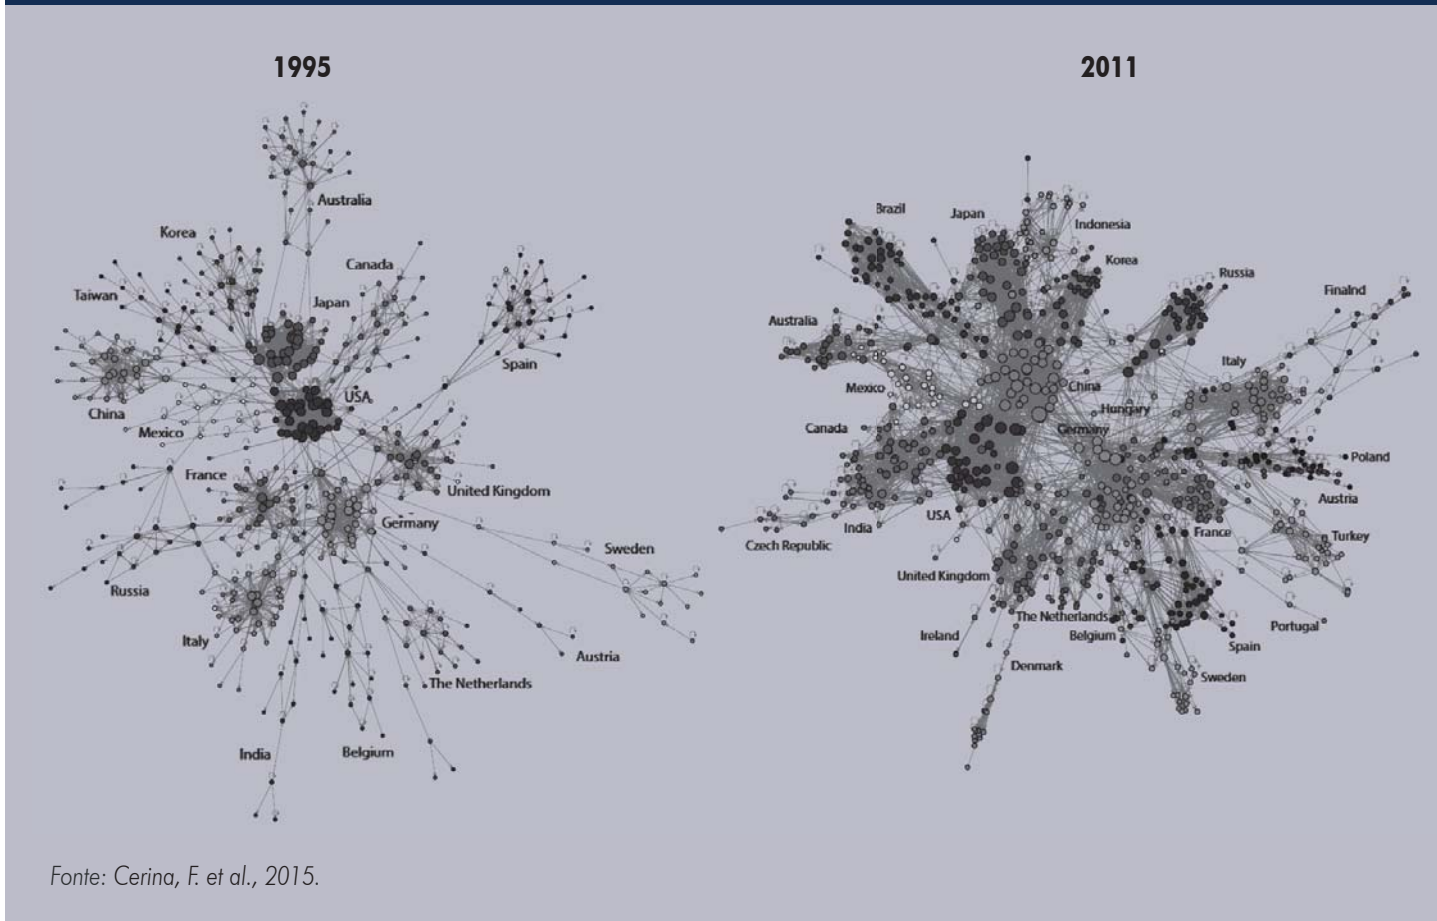 1995
2011
Australia
Korea
Canada
Taiwan
Japan
Spain
USA
China
Mexico
France
United Kingdom
Germany
Sweden
Russia
Italy
Austria
The Netherlands
India
Belgium
Brazil
Japan
Indonesia
Korea
Russia
Finalnd
Australia
Italy
Mexico
China
Hungary
Canada
Germany
Poland
Austria
USA
India
France
Turkey
Czech Republic
United Kingdom
The Netherlands
Portugal
Ireland
Belgium
Spain
Denmark
Sweden
Fonte: Cerina, F. et al., 2015.